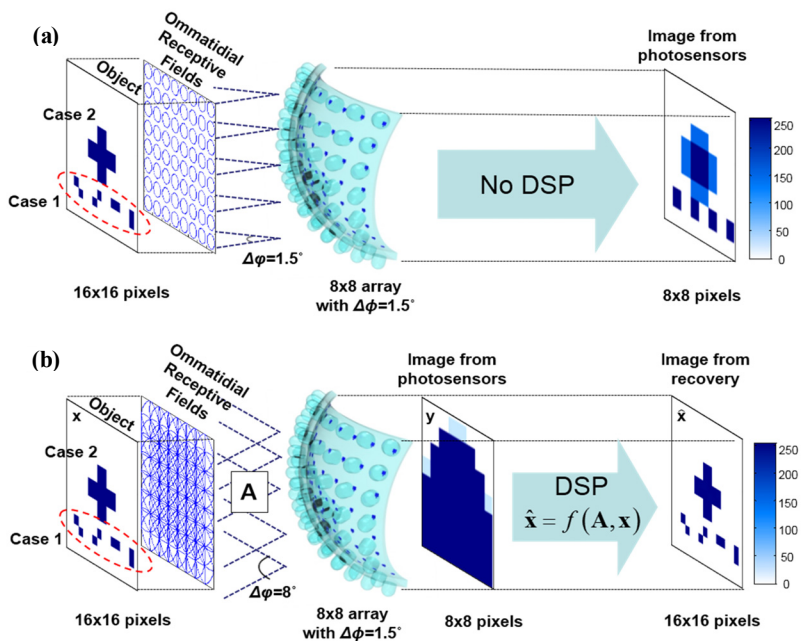 (a)
Object
Ommatidial
Receptive
Fields
Image from
photosensors
Case 2
Case 1
No DSP
250
200
150
100
50
0
Δφ=1.5°
16x16 pixels
8x8 array
with Δϕ=1.5°
8x8 pixels
(b)
Object
Ommatidial
Receptive
Fields
Image from
photosensors
Image from
recovery
x
y
x̂
Case 2
Case 1
A
DSP
x̂ = f (A, x)
250
200
150
100
50
0
Δφ=8°
16x16 pixels
8x8 array
with Δϕ=1.5°
8x8 pixels
16x16 pixels